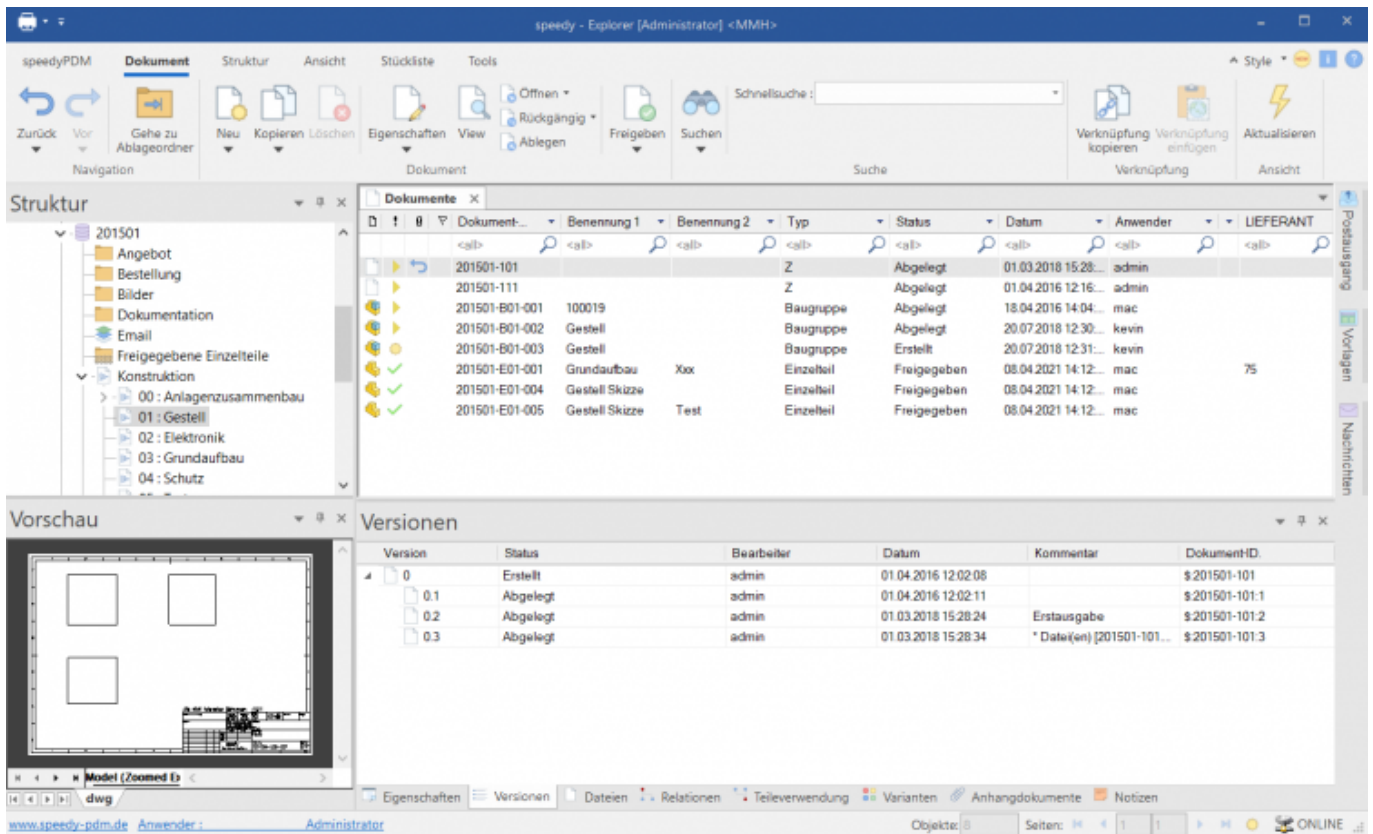 speedy - Explorer [Administrator] <MMH>
speedyPDM Dokument Struktur Ansicht Stückliste Tools Style
Zurück Vor Gehe zu Ablageordner Neu Kopieren Löschen Eigenschaften View Öffnen Rückgängig Ablegen Freigeben Suchen Schnellsuche : Verknüpfung kopieren Verknüpfung einfügen Aktualisieren
Navigation Dokument Suche Verknüpfung Ansicht
Struktur
201501
Angebot
Bestellung
Bilder
Dokumentation
Email
Freigegebene Einzelteile
Konstruktion
00 : Anlagenzusammenbau
01 : Gestell
02 : Elektronik
03 : Grundaufbau
04 : Schutz
Dokumente
Dokument-... Benennung 1 Benennung 2 Typ Status Datum Anwender LIEFERANT
<all> <all> <all> <all> <all> <all> <all> <all>
201501-101 Z Abgelegt 01.03.2018 15:28:... admin
201501-111 Z Abgelegt 01.04.2016 12:16:... admin
201501-B01-001 100019 Baugruppe Abgelegt 18.04.2016 14:04:... mac
201501-B01-002 Gestell Baugruppe Abgelegt 20.07.2018 12:30:... kevin
201501-B01-003 Gestell Baugruppe Erstellt 20.07.2018 12:31:... kevin
201501-E01-001 Grundaufbau Xxx Einzelteil Freigegeben 08.04.2021 14:12:... mac 75
201501-E01-004 Gestell Skizze Einzelteil Freigegeben 08.04.2021 14:12:... mac
201501-E01-005 Gestell Skizze Test Einzelteil Freigegeben 08.04.2021 14:12:... mac
Postausgang
Vorlagen
Nachrichten
Vorschau
Model (Zoomed E
dwg
Versionen
Version Status Bearbeiter Datum Kommentar Dokument-ID.
0 Erstellt admin 01.04.2016 12:02:08 $:201501-101
0.1 Abgelegt admin 01.04.2016 12:02:11 $:201501-101:1
0.2 Abgelegt admin 01.03.2018 15:28:24 Erstausgabe $:201501-101:2
0.3 Abgelegt admin 01.03.2018 15:28:34 * Datei(en) [201501-101... $:201501-101:3
Eigenschaften Versionen Dateien Relationen Teileverwendung Varianten Anhangdokumente Notizen
www.speedy-pdm.de Anwender : Administrator Objekte: 8 Seiten: 1 1 ONLINE